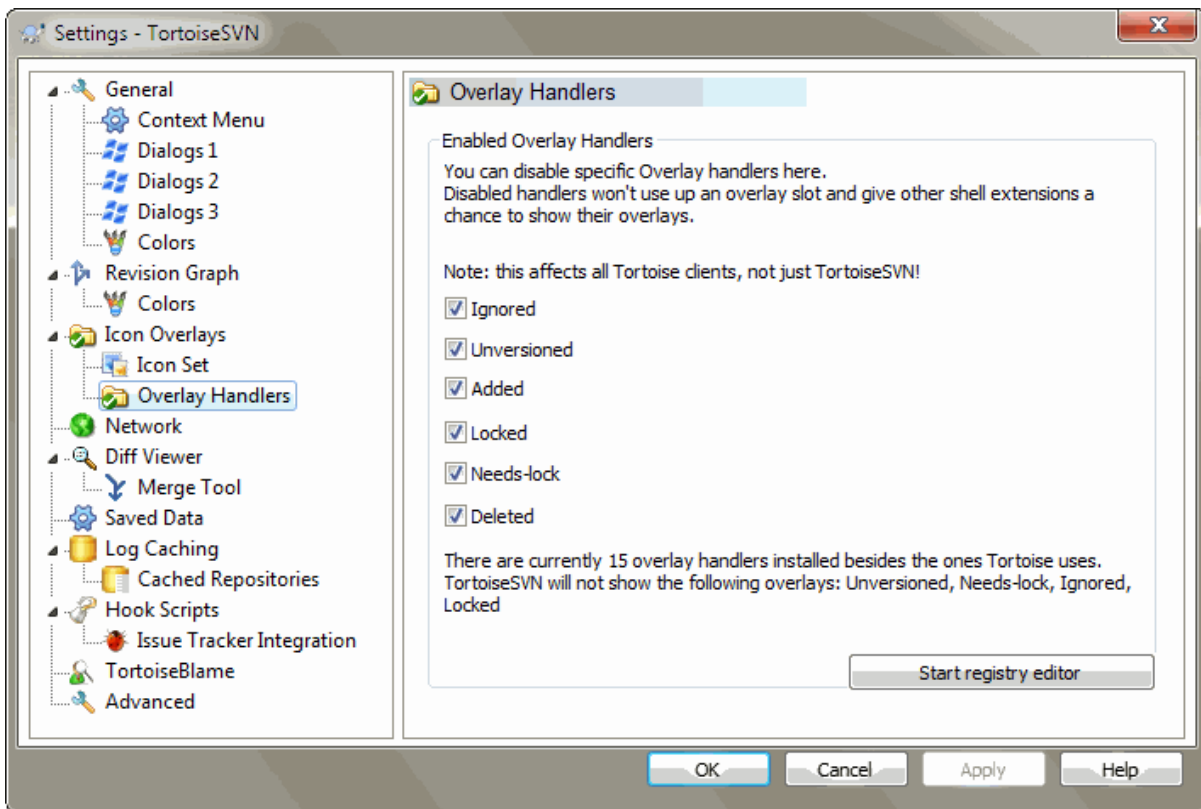 Settings - TortoiseSVN
General
Context Menu
Dialogs 1
Dialogs 2
Dialogs 3
Colors
Revision Graph
Colors
Icon Overlays
Icon Set
Overlay Handlers
Network
Diff Viewer
Merge Tool
Saved Data
Log Caching
Cached Repositories
Hook Scripts
Issue Tracker Integration
TortoiseBlame
Advanced
Overlay Handlers
Enabled Overlay Handlers
You can disable specific Overlay handlers here.
Disabled handlers won't use up an overlay slot and give other shell extensions a
chance to show their overlays.
Note: this affects all Tortoise clients, not just TortoiseSVN!
Ignored
Unversioned
Added
Locked
Needs-lock
Deleted
There are currently 15 overlay handlers installed besides the ones Tortoise uses.
TortoiseSVN will not show the following overlays: Unversioned, Needs-lock, Ignored,
Locked
Start registry editor
OK
Cancel
Apply
Help